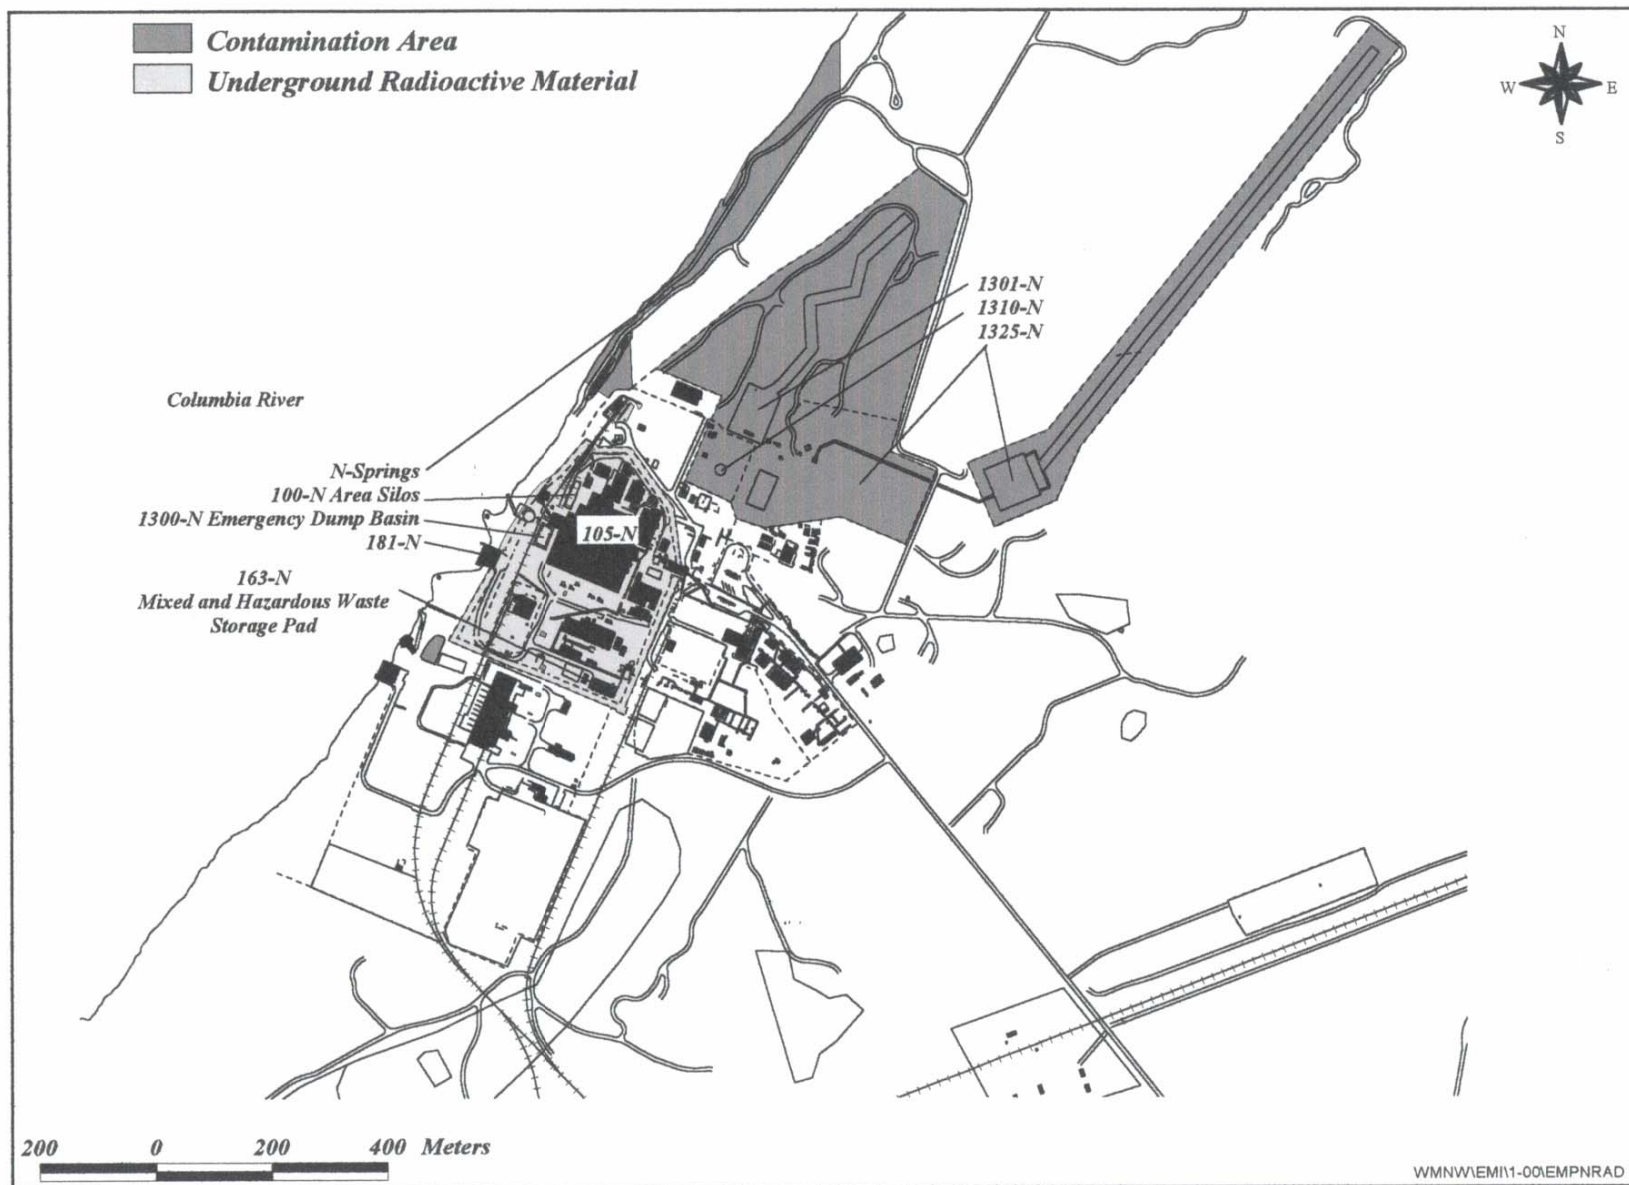 Contamination Area
Underground Radioactive Material
N
W
E
S
1301-N
1310-N
1325-N
Columbia River
N-Springs
100-N Area Silos
1300-N Emergency Dump Basin
181-N
105-N
163-N
Mixed and Hazardous Waste
Storage Pad
200 0 200 400 Meters
WMNW\EMI\1-00\EMPNRAD